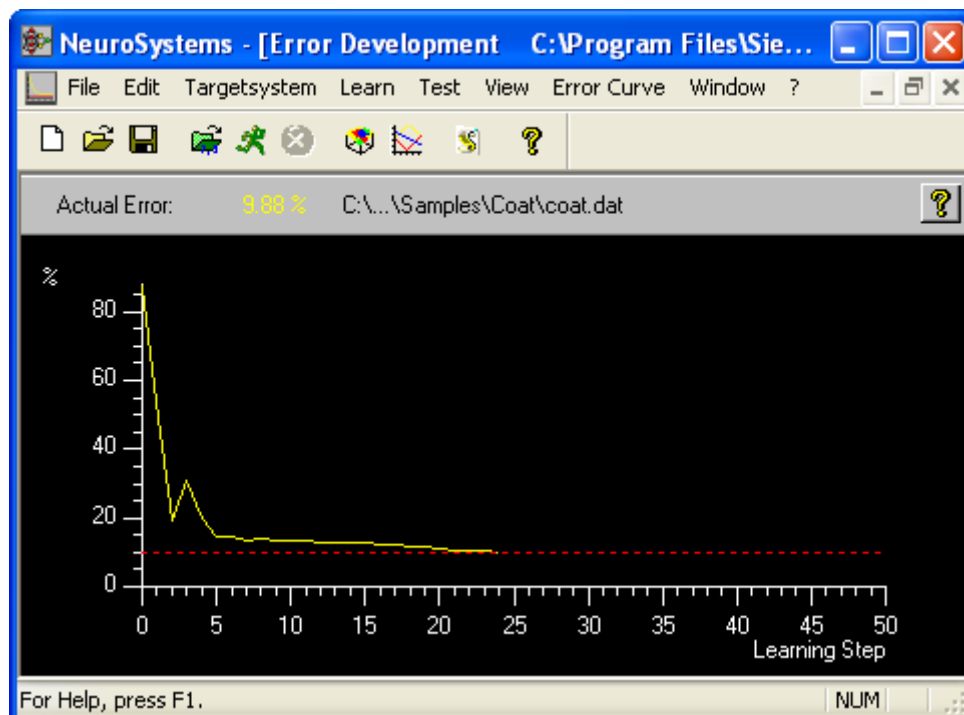 NeuroSystems - [Error Development C:\Program Files\Sie...
File Edit Targetsystem Learn Test View Error Curve Window ?
Actual Error: 9.88 % C:\...\Samples\Coat\coat.dat
%
80
60
40
20
0
0 5 10 15 20 25 30 35 40 45 50
Learning Step
For Help, press F1. NUM